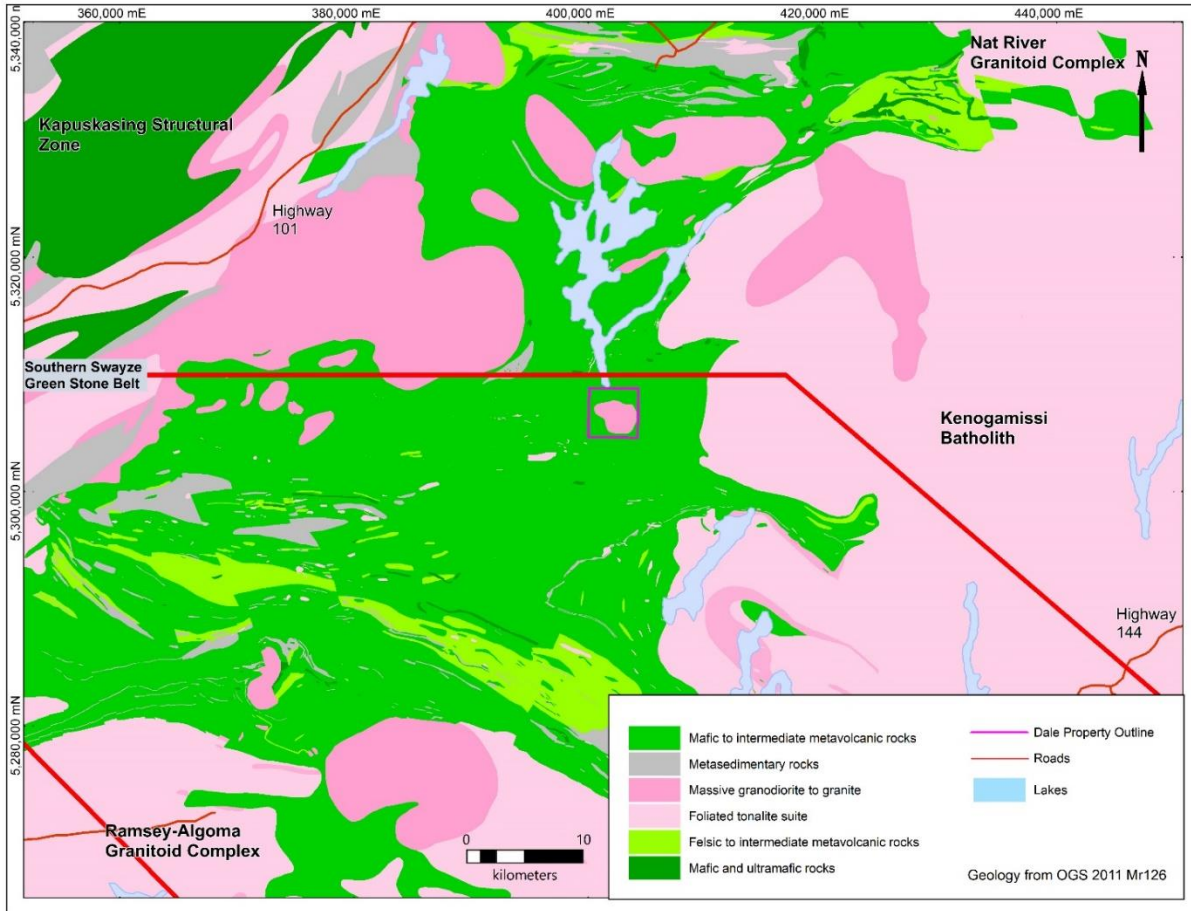 360,000 mE
380,000 mE
400,000 mE
420,000 mE
440,000 mE
5,340,000 m
5,320,000 mN
5,300,000 mN
5,280,000 mN
Nat River
Granitoid Complex
N
Kapuskasing Structural
Zone
Highway
101
Southern Swayze
Green Stone Belt
Kenogamissi
Batholith
Highway
144
Ramsey-Algoma
Granitoid Complex
0
10
kilometers
Mafic to intermediate metavolcanic rocks
Metasedimentary rocks
Massive granodiorite to granite
Foliated tonalite suite
Felsic to intermediate metavolcanic rocks
Mafic and ultramafic rocks
Dale Property Outline
Roads
Lakes
Geology from OGS 2011 Mr126